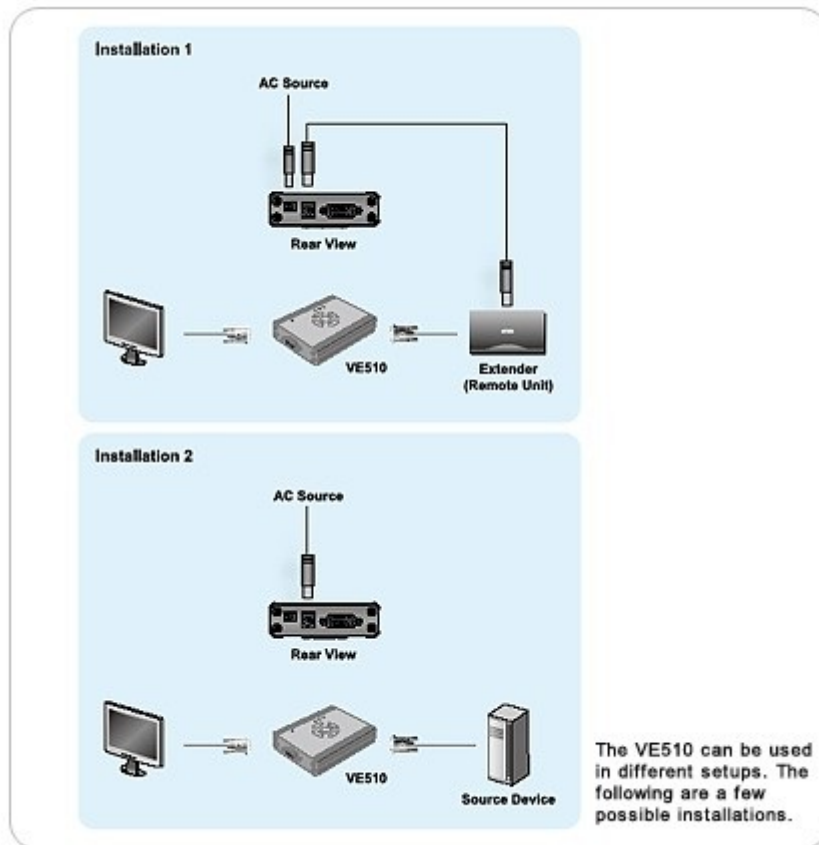 Installation 1
AC Source
Rear View
VE510
Extender
(Remote Unit)
Installation 2
AC Source
Rear View
VE510
Source Device
The VE510 can be used
in different setups. The
following are a few
possible installations.